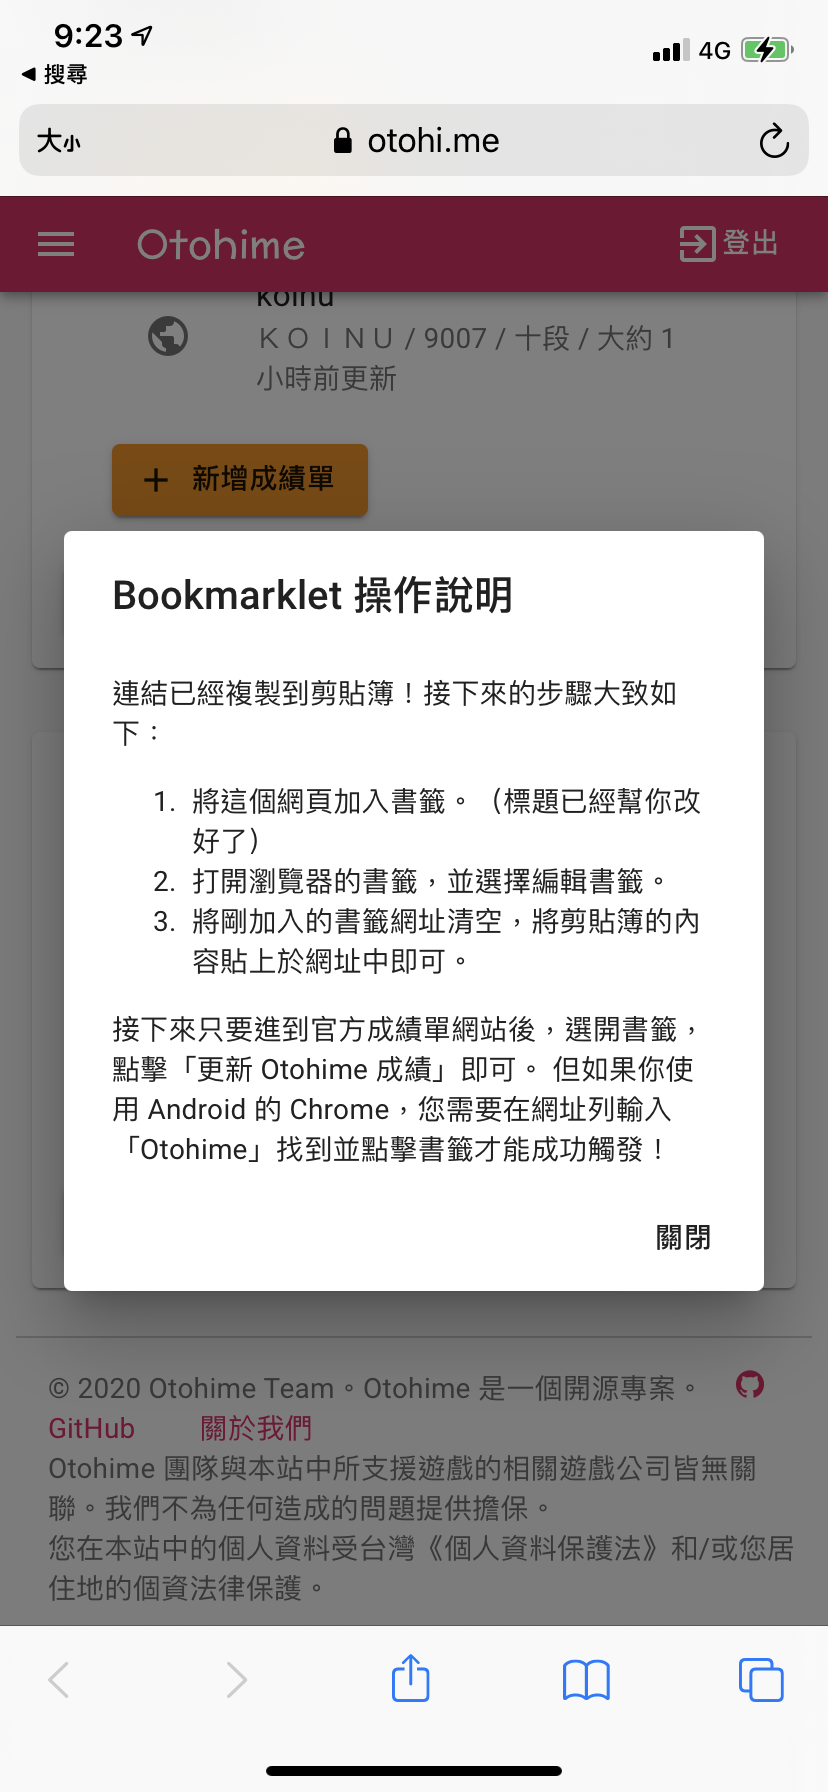 9:23
4G
搜尋
大小
otohi.me
Otohime
登出
koinu
ＫＯＩＮＵ / 9007 / 十段 / 大約 1
小時前更新
新增成績單
Bookmarklet 操作說明
連結已經複製到剪貼簿！接下來的步驟大致如
下：
1. 將這個網頁加入書籤。（標題已經幫你改
好了）
2. 打開瀏覽器的書籤，並選擇編輯書籤。
3. 將剛加入的書籤網址清空，將剪貼簿的內
容貼上於網址中即可。
接下來只要進到官方成績單網站後，選開書籤，
點擊「更新 Otohime 成績」即可。 但如果你使
用 Android 的 Chrome，您需要在網址列輸入
「Otohime」找到並點擊書籤才能成功觸發！
關閉
© 2020 Otohime Team。Otohime 是一個開源專案。
GitHub 關於我們
Otohime 團隊與本站中所支援遊戲的相關遊戲公司皆無關
聯。我們不為任何造成的問題提供擔保。
您在本站中的個人資料受台灣《個人資料保護法》和/或您居
住地的個資法律保護。